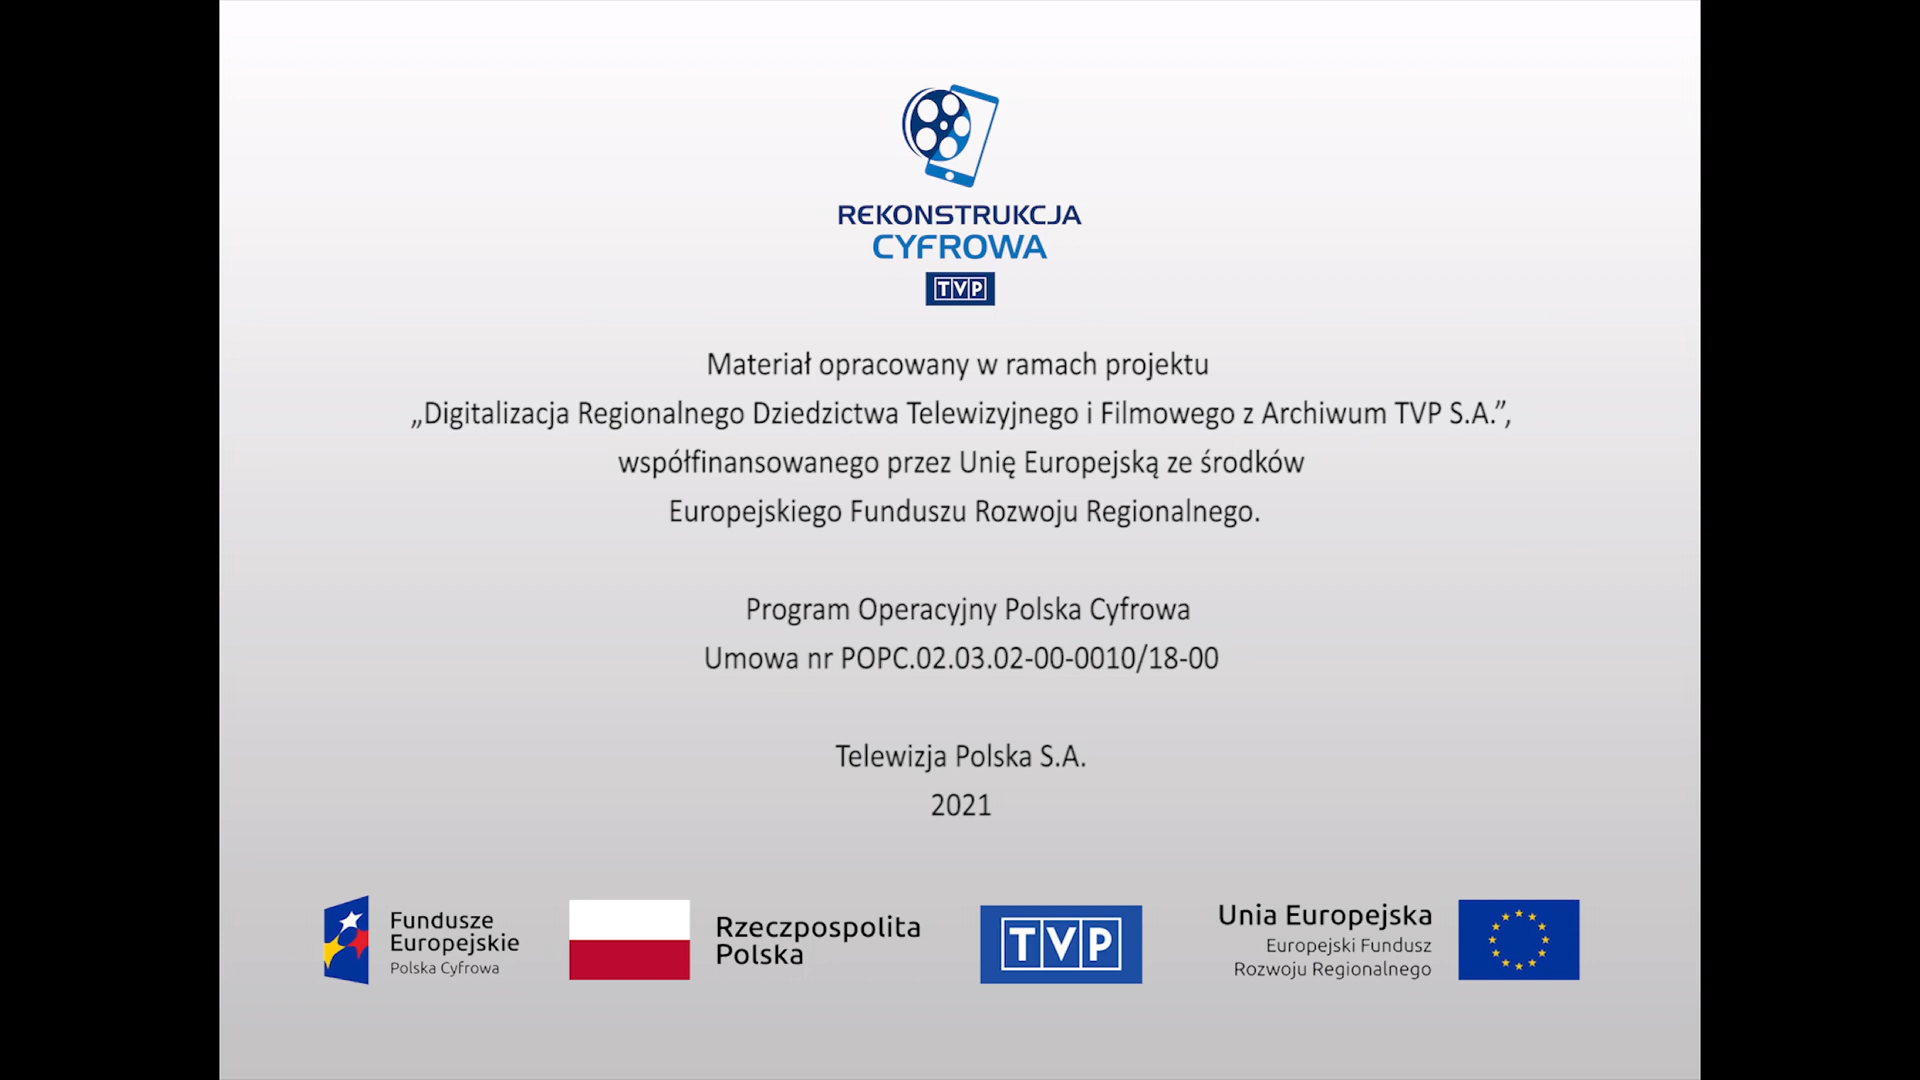 REKONSTRUKCJA
CYFROWA
TVP
Materiał opracowany w ramach projektu
„Digitalizacja Regionalnego Dziedzictwa Telewizyjnego i Filmowego z Archiwum TVP S.A.”,
współfinansowanego przez Unię Europejską ze środków
Europejskiego Funduszu Rozwoju Regionalnego.
Program Operacyjny Polska Cyfrowa
Umowa nr POPC.02.03.02-00-0010/18-00
Telewizja Polska S.A.
2021
Fundusze
Europejskie
Polska Cyfrowa
Rzeczpospolita
Polska
TVP
Unia Europejska
Europejski Fundusz
Rozwoju Regionalnego